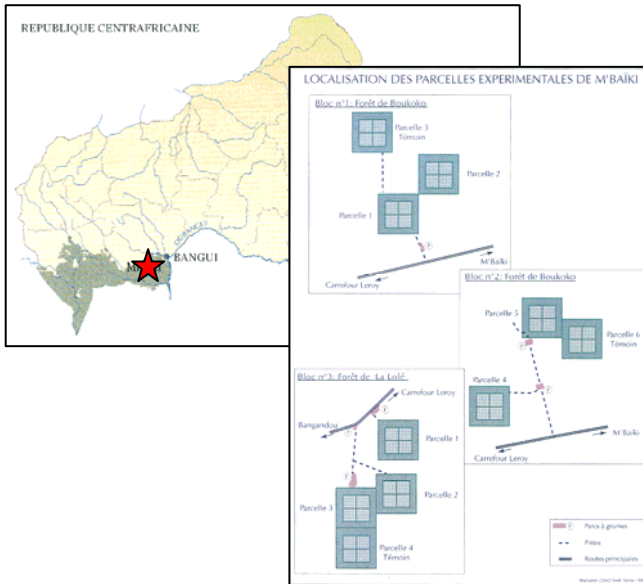 REPUBLIQUE CENTRAFRICAINE
OUBANGUI
BANGUI
LOCALISATION DES PARCELLES EXPERIMENTALES DE M'BAÏKI
Bloc n°1: Forêt de Boukoko
Parcelle 3
Témoin
Parcelle 2
Parcelle 1
P
M'Baïki
Carrefour Leroy
Bloc n°2: Forêt de Boukoko
Parcelle 5
P
Parcelle 6
Témoin
Parcelle 4
P
M'Baïki
Carrefour Leroy
Bloc n°3: Forêt de La Lolé
Carrefour Leroy
Bangandou
P
P
Parcelle 1
P
Parcelle 2
Parcelle 3
Parcelle 4
Témoin
P Parcs à grumes
Pistes
Routes principales